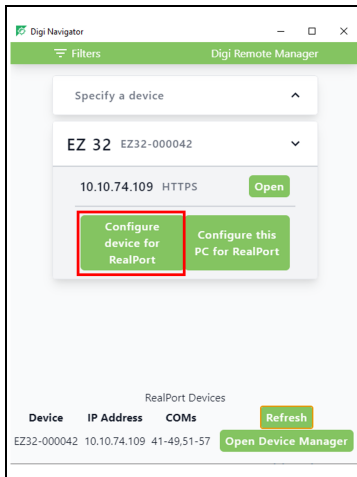 Digi Navigator
Filters Digi Remote Manager
Specify a device
EZ 32 EZ32-000042
10.10.74.109 HTTPS Open
Configure
device for
RealPort
Configure this
PC for RealPort
RealPort Devices
Device IP Address COMs Refresh
EZ32-000042 10.10.74.109 41-49,51-57 Open Device Manager